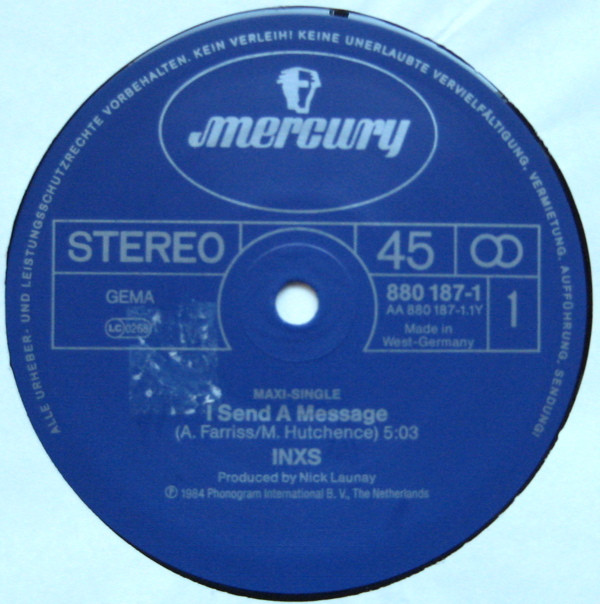 ALLE URHEBER- UND LEISTUNGSSCHUTZRECHTE VORBEHALTEN. KEIN VERLEIH! KEINE UNERLAUBTE VERVIELFÄLTIGUNG, VERMIETUNG, AUFFÜHRUNG, SENDUNG!
mercury
STEREO
45
GEMA
LC 0268
880 187-1
AA 880 187-1.1Y
Made in
West-Germany
1
MAXI-SINGLE
I Send A Message
(A. Farriss/M. Hutchence) 5:03
INXS
Produced by Nick Launay
℗ 1984 Phonogram International B. V., The Netherlands